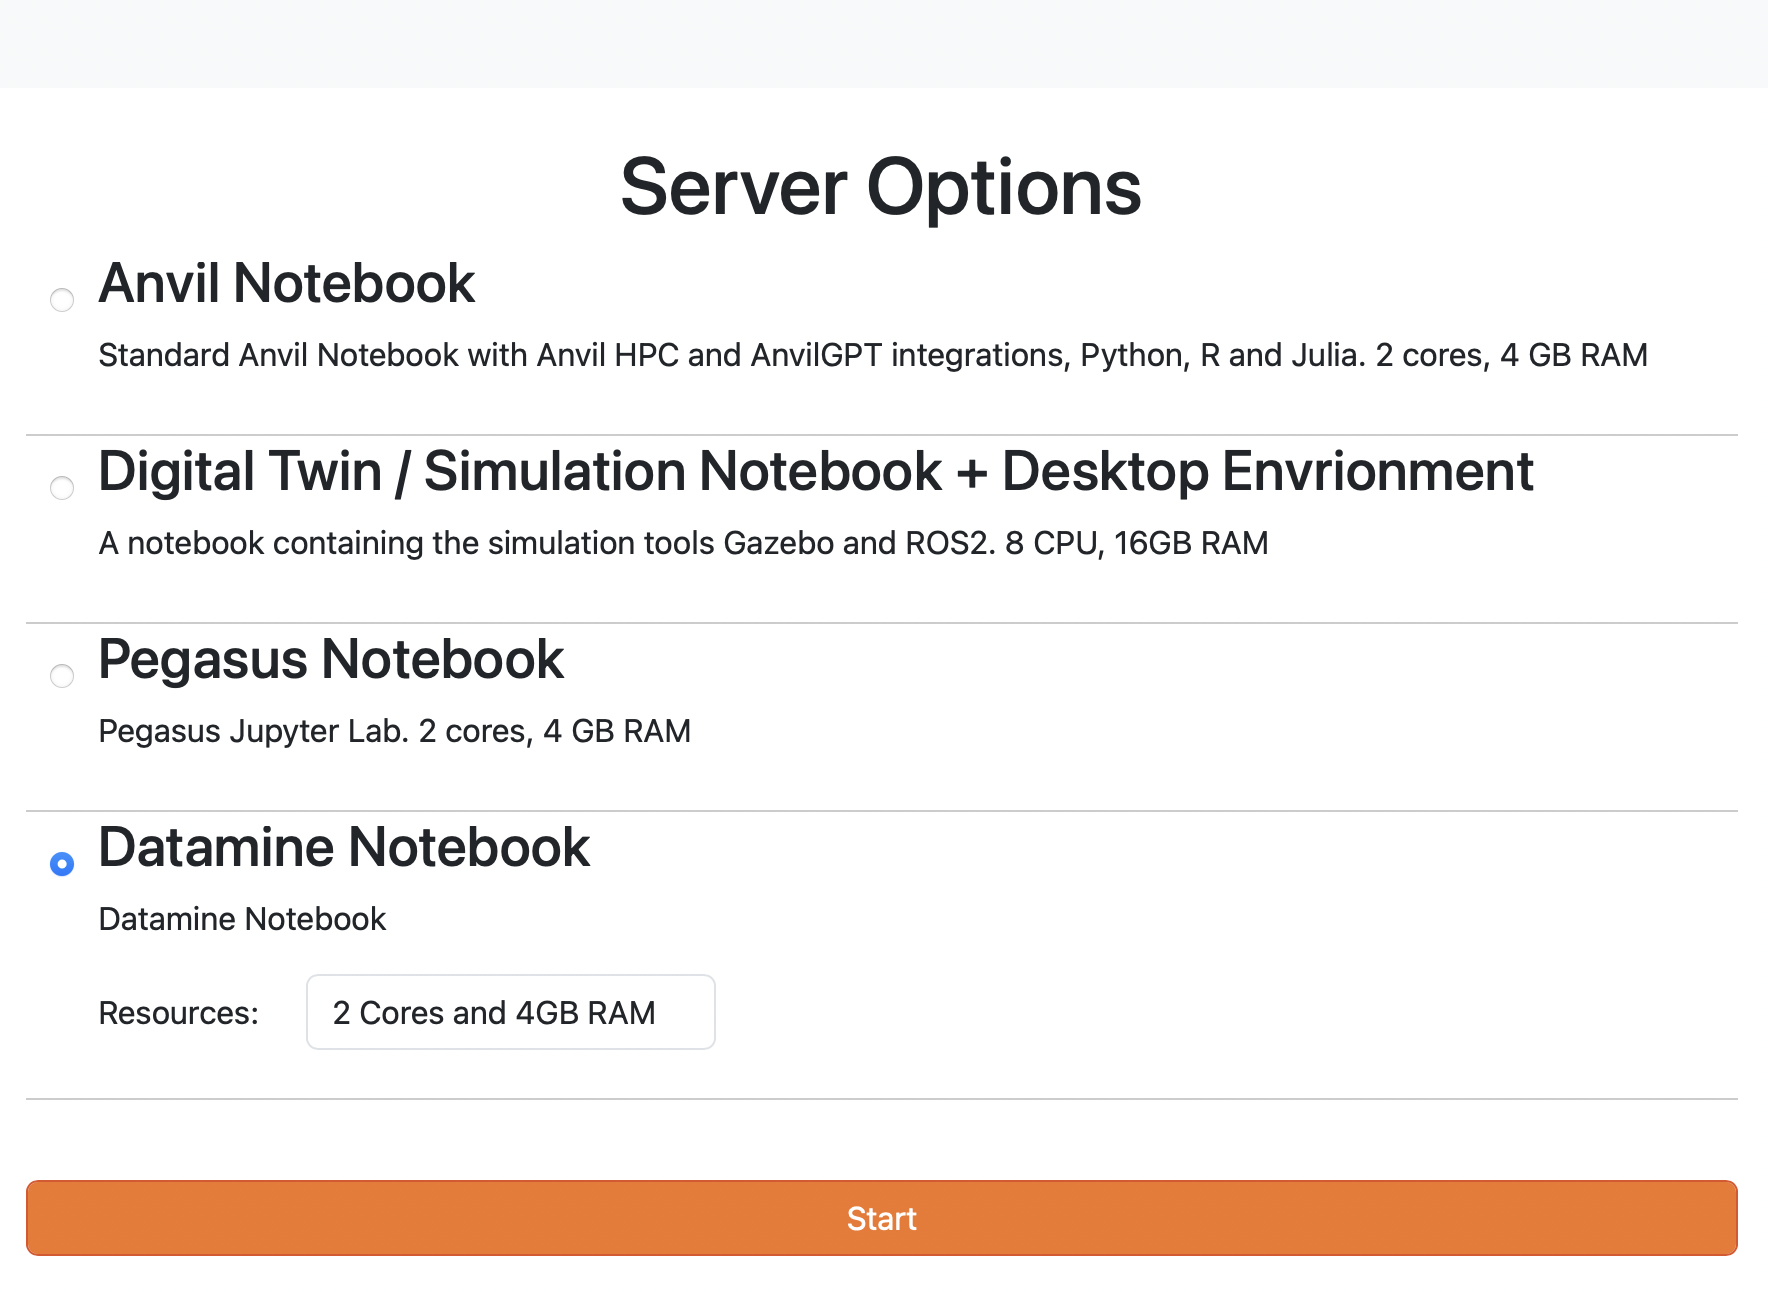 Server Options
Anvil Notebook
Standard Anvil Notebook with Anvil HPC and AnvilGPT integrations, Python, R and Julia. 2 cores, 4 GB RAM
Digital Twin / Simulation Notebook + Desktop Envrionment
A notebook containing the simulation tools Gazebo and ROS2. 8 CPU, 16GB RAM
Pegasus Notebook
Pegasus Jupyter Lab. 2 cores, 4 GB RAM
Datamine Notebook
Datamine Notebook
Resources: 2 Cores and 4GB RAM
Start